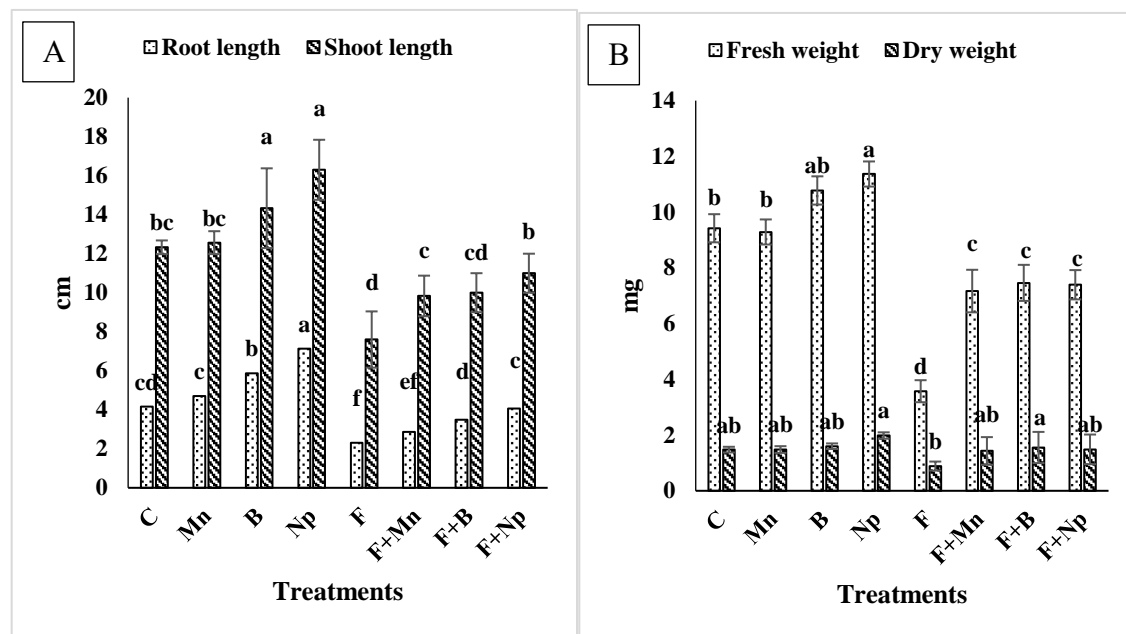 A
Root length Shoot length
20
18
16
14
12
10
8
6
4
2
0
cm
cd bc
c bc
b a
a a
f d
ef c
d cd
c b
C Mn B Np F F+Mn F+B F+Np
Treatments
B
Fresh weight Dry weight
14
12
10
8
6
4
2
0
mg
b ab
b ab
ab ab
a a
d b
c ab
c a
c ab
C Mn B Np F F+Mn F+B F+Np
Treatments